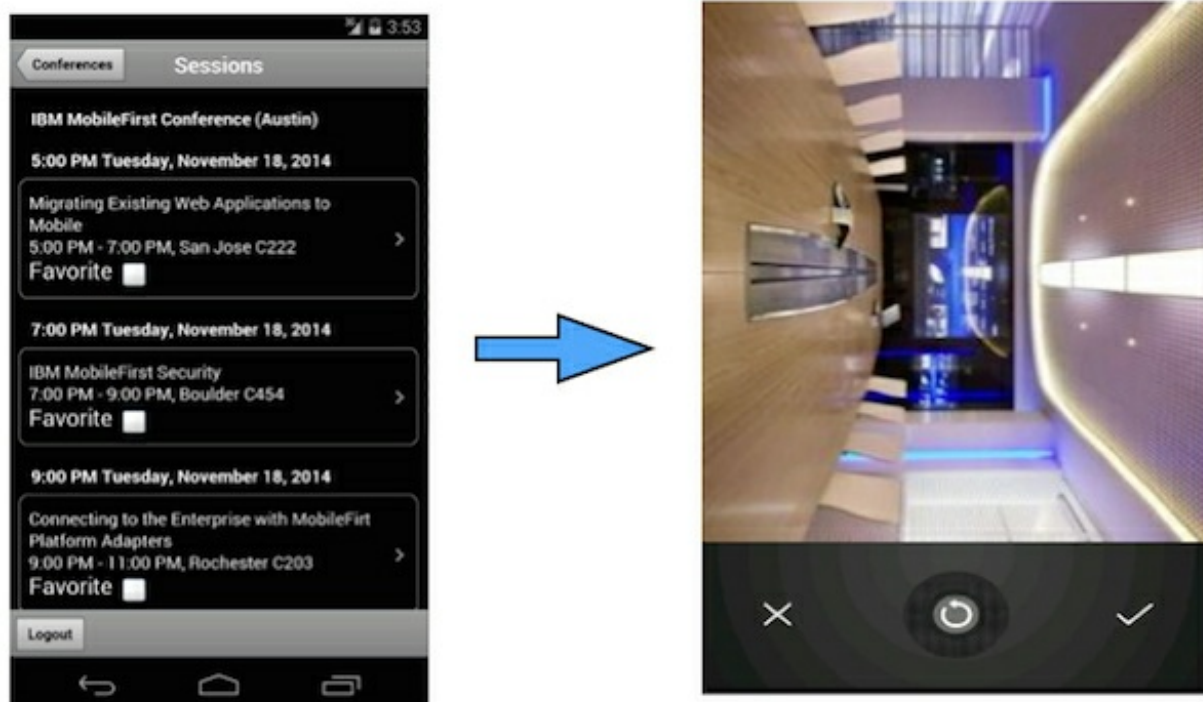 3:53
Conferences
Sessions
IBM MobileFirst Conference (Austin)
5:00 PM Tuesday, November 18, 2014
Migrating Existing Web Applications to
Mobile
5:00 PM - 7:00 PM, San Jose C222
Favorite
7:00 PM Tuesday, November 18, 2014
IBM MobileFirst Security
7:00 PM - 9:00 PM, Boulder C454
Favorite
9:00 PM Tuesday, November 18, 2014
Connecting to the Enterprise with MobileFirt
Platform Adapters
9:00 PM - 11:00 PM, Rochester C203
Favorite
Logout